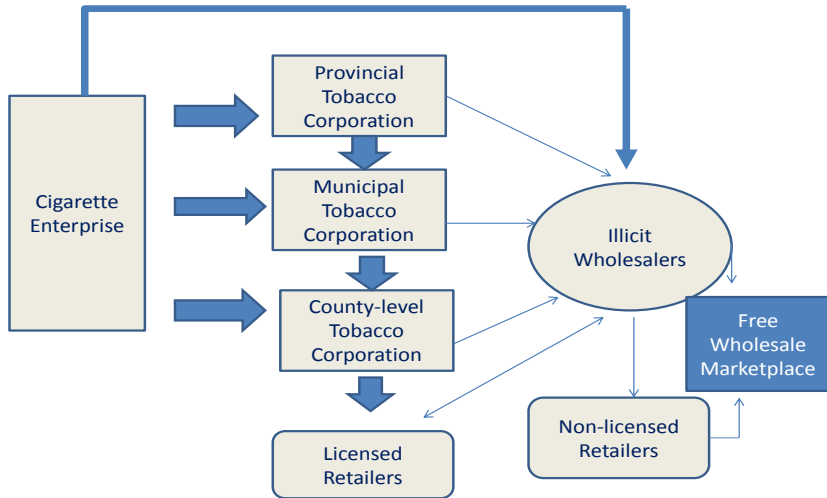 Provincial
Tobacco
Corporation
Cigarette
Enterprise
Municipal
Tobacco
Corporation
Illicit
Wholesalers
County-level
Tobacco
Corporation
Free
Wholesale
Marketplace
Licensed
Retailers
Non-licensed
Retailers